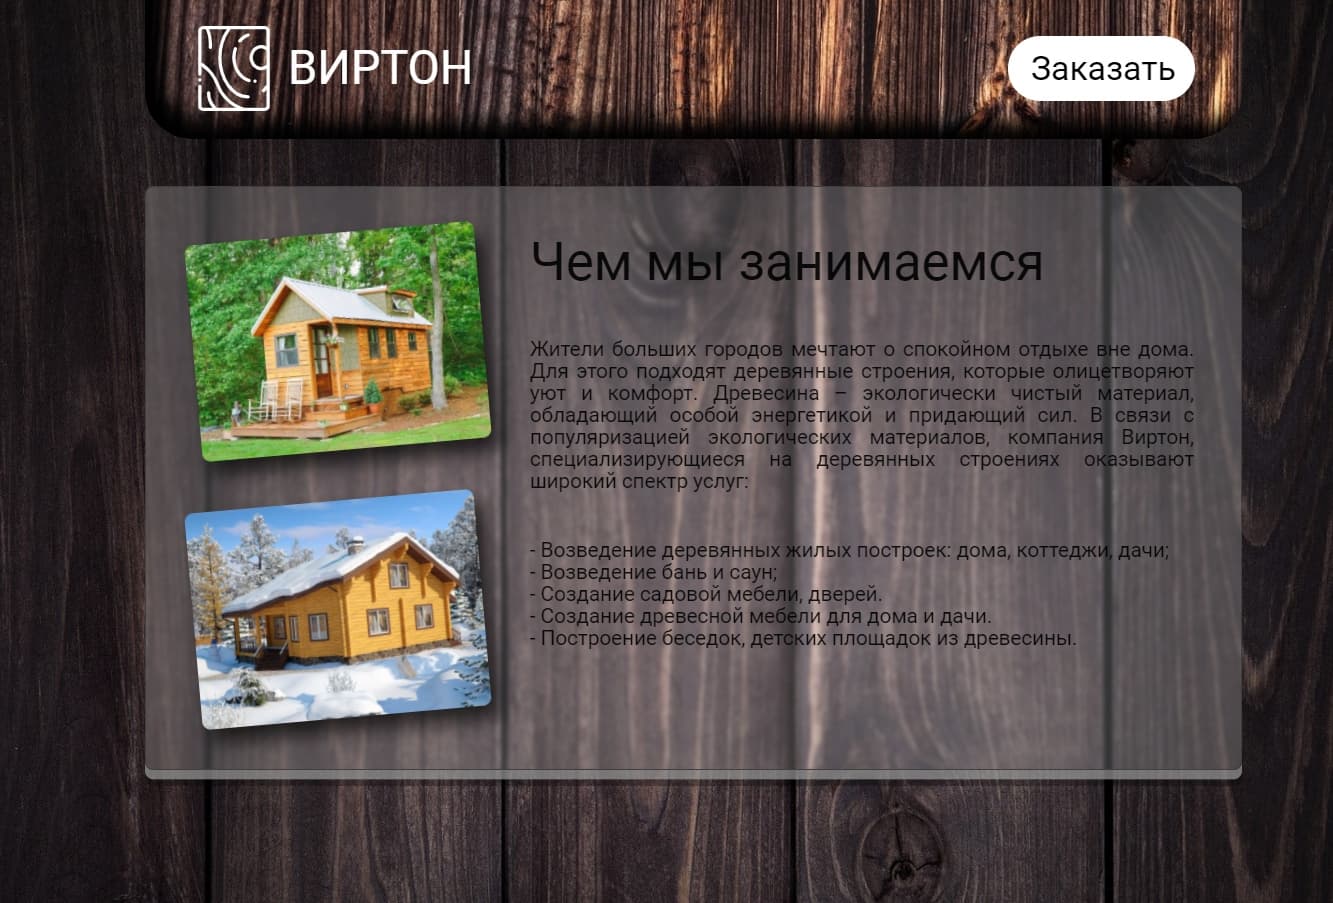 ВИРТОН
Заказать
Чем мы занимаемся
Жители больших городов мечтают о спокойном отдыхе вне дома.
Для этого подходят деревянные строения, которые олицетворяют
уют и комфорт. Древесина – экологически чистый материал,
обладающий особой энергетикой и придающий сил. В связи с
популяризацией экологических материалов, компания Виртон,
специализирующиеся на деревянных строениях оказывают
широкий спектр услуг:
- Возведение деревянных жилых построек: дома, коттеджи, дачи;
- Возведение бань и саун;
- Создание садовой мебели, дверей.
- Создание древесной мебели для дома и дачи.
- Построение беседок, детских площадок из древесины.